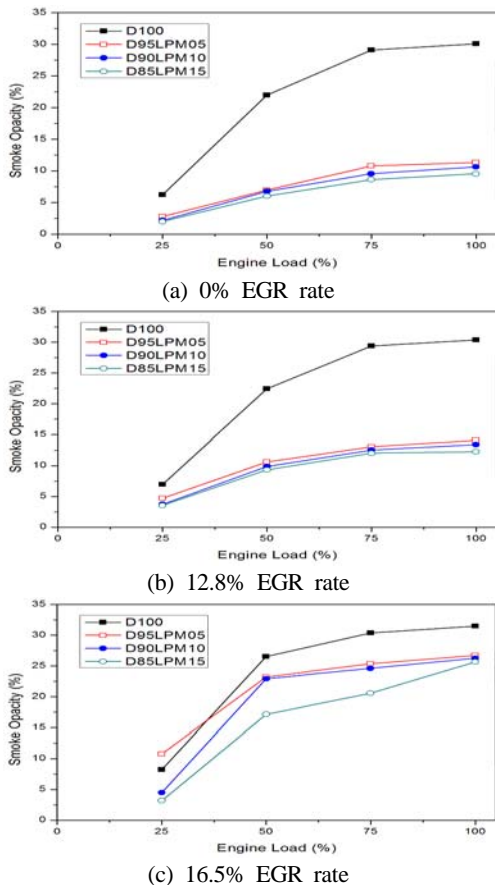 35
30
25
20
15
10
5
0
Smoke Opacity (%)
D100
D95LPM05
D90LPM10
D85LPM15
0 25 50 75 100
Engine Load (%)
(a) 0% EGR rate
35
30
25
20
15
10
5
0
Smoke Opacity (%)
D100
D95LPM05
D90LPM10
D85LPM15
0 25 50 75 100
Engine Load (%)
(b) 12.8% EGR rate
35
30
25
20
15
10
5
0
Smoke Opacity (%)
D100
D95LPM05
D90LPM10
D85LPM15
0 25 50 75 100
Engine Load (%)
(c) 16.5% EGR rate